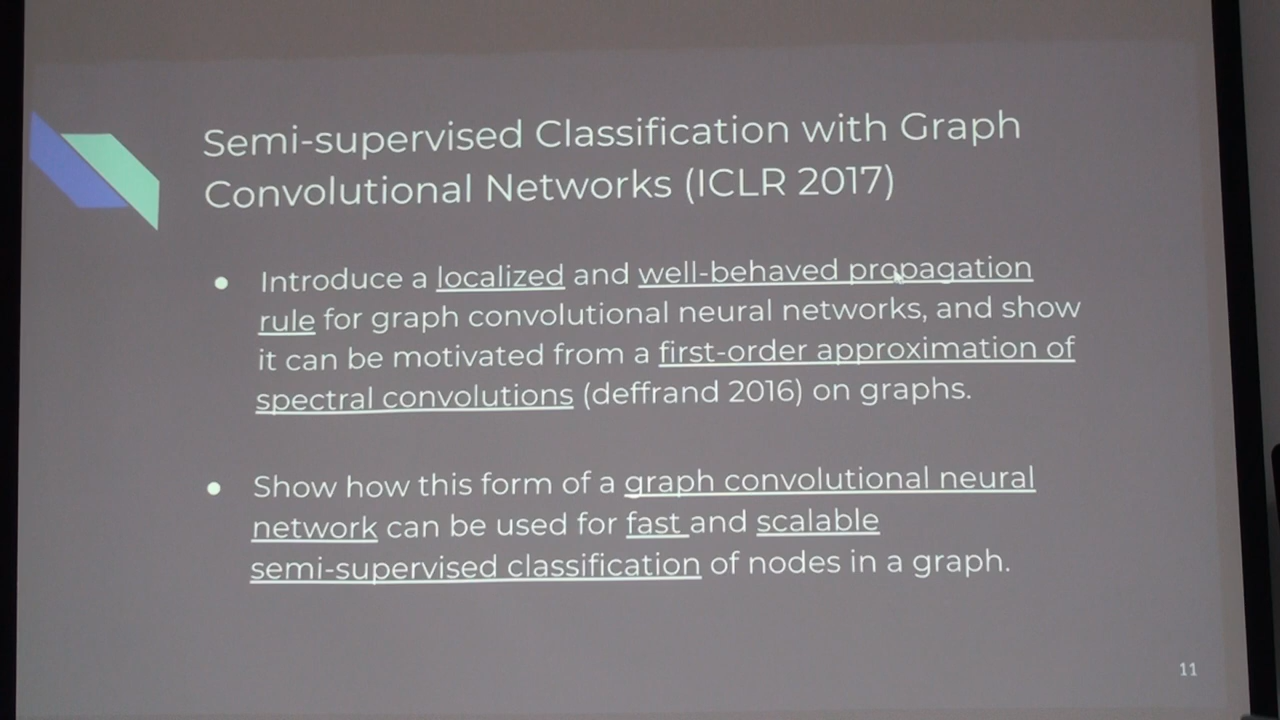 Semi-supervised Classification with Graph
Convolutional Networks (ICLR 2017)
● Introduce a localized and well-behaved propagation
rule for graph convolutional neural networks, and show
it can be motivated from a first-order approximation of
spectral convolutions (deffrand 2016) on graphs.
● Show how this form of a graph convolutional neural
network can be used for fast and scalable
semi-supervised classification of nodes in a graph.
11